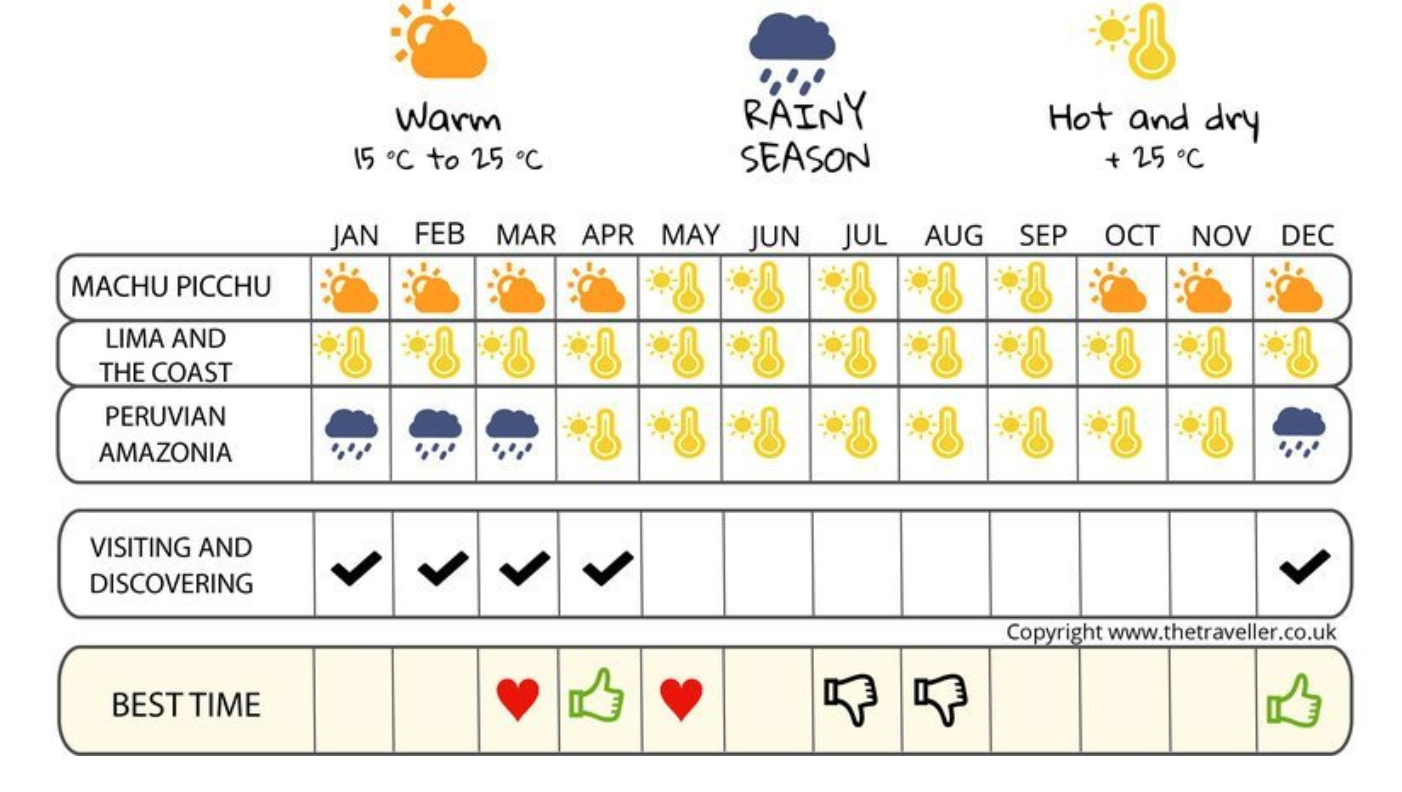 Warm
15 °C to 25 °C
RAINY
SEASON
Hot and dry
+ 25 °C
JAN FEB MAR APR MAY JUN JUL AUG SEP OCT NOV DEC
MACHU PICCHU
LIMA AND
THE COAST
PERUVIAN
AMAZONIA
VISITING AND
DISCOVERING
Copyright www.thetraveller.co.uk
BEST TIME